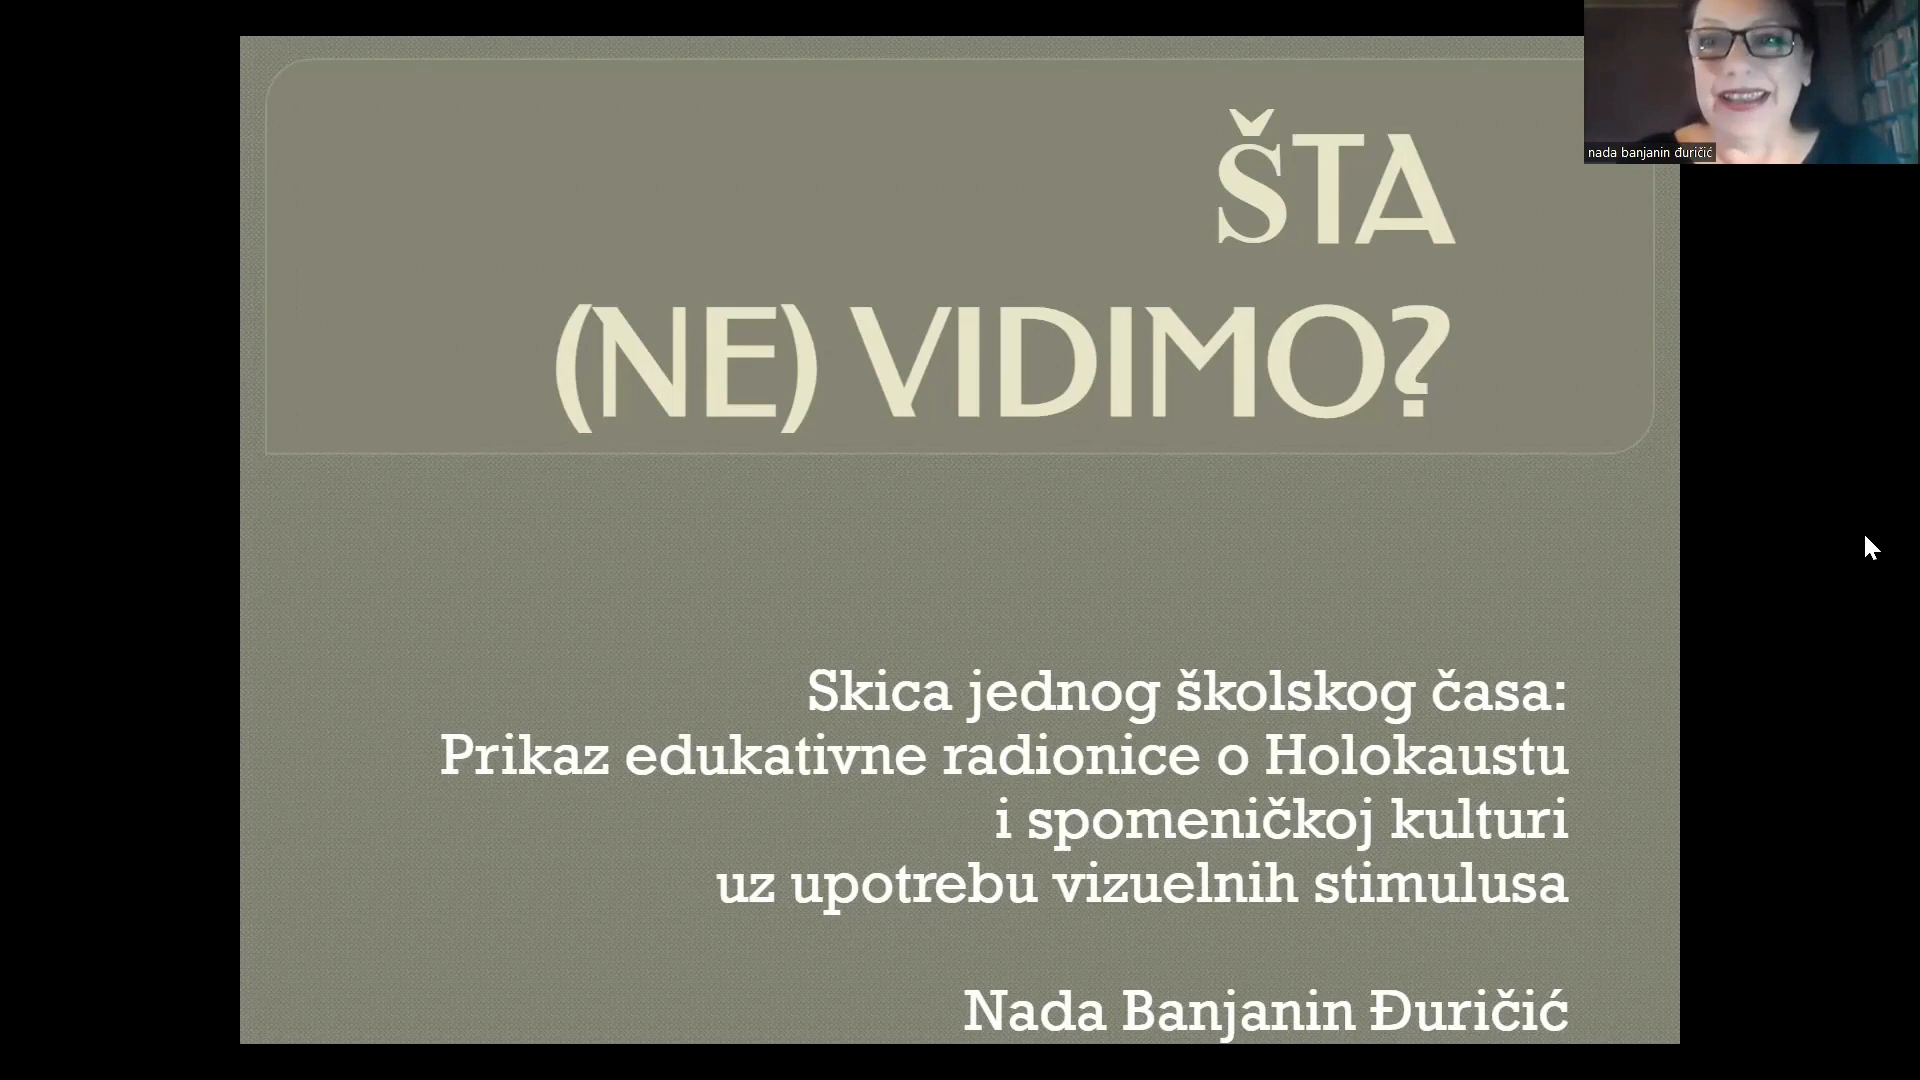 ŠTA
(NE) VIDIMO?
Skica jednog školskog časa:
Prikaz edukativne radionice o Holokaustu
i spomeničkoj kulturi
uz upotrebu vizuelnih stimulusa
Nada Banjanin Đuričić
nada banjanin đuričić